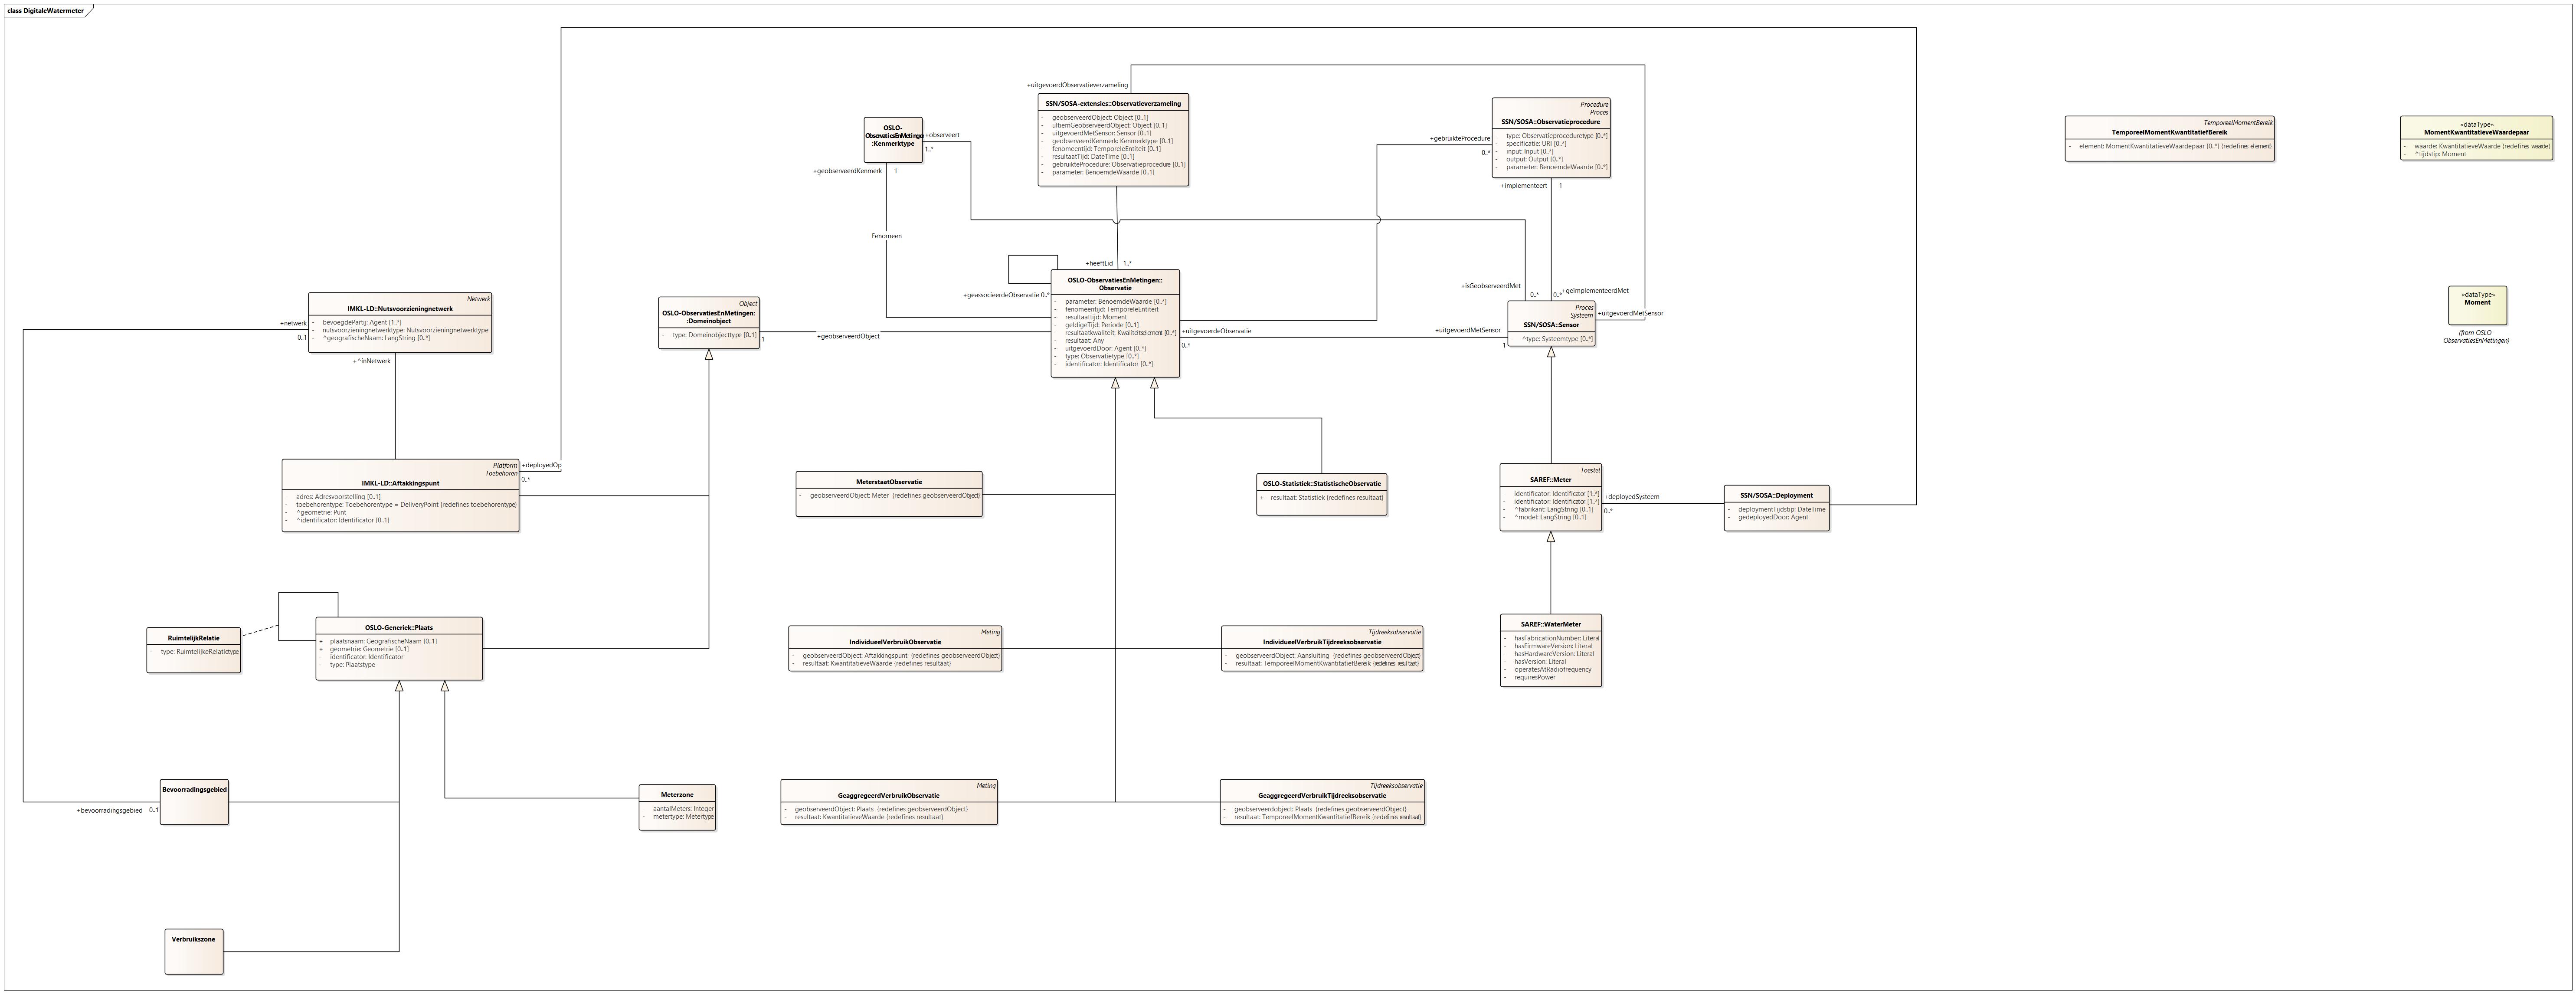 class DigitaleWatermeter
+uitgevoerdObservatieverzameling
SSN/SOSA-extensies::Observatieverzameling
- geobserveerdObject: Object [0..1]
- ultiemGeobserveerdObject: Object [0..1]
- uitgevoerdMetSensor: Sensor [0..1]
- geobserveerdKenmerk: Kenmerktype [0..1]
- fenomeentijd: TemporeleEntiteit [0..1]
- resultaatTijd: DateTime [0..1]
- gebruikteProcedure: Observatieprocedure [0..1]
- parameter: BenoemdeWaarde [0..1]
OSLO-
ObservatiesEnMetingen:
:Kenmerktype
+observeert
1..*
+geobserveerdKenmerk
1
Fenomeen
Procedure
Proces
SSN/SOSA::Observatieprocedure
- type: Observatieproceduretype [0..*]
- specificatie: URI [0..*]
- input: Input [0..*]
- output: Output [0..*]
- parameter: BenoemdeWaarde [0..*]
+gebruikteProcedure
0..*
+implementeert
1
TemporeelMomentBereik
TemporeelMomentKwantitatiefBereik
- element: MomentKwantitatieveWaardepaar [0..*] (redefines element)
«dataType»
MomentKwantitatieveWaardepaar
- waarde: KwantitatieveWaarde (redefines waarde)
- ^tijdstip: Moment
«dataType»
Moment
(from OSLO-
ObservatiesEnMetingen)
+heeftLid
1..*
+geassocieerdeObservatie 0..*
OSLO-ObservatiesEnMetingen::
Observatie
- parameter: BenoemdeWaarde [0..*]
- fenomeentijd: TemporeleEntiteit
- resultaattijd: Moment
- geldigeTijd: Periode [0..1]
- resultaatkwaliteit: Kwaliteitselement [0..*]
- resultaat: Any
- uitgevoerdDoor: Agent [0..*]
- type: Observatietype [0..*]
- identificator: Identificator [0..*]
+uitgevoerdeObservatie
0..*
+uitgevoerdMetSensor
1
+isGeobserveerdMet
0..*
0..*
+geïmplementeerdMet
Proces
Systeem
SSN/SOSA::Sensor
- ^type: Systeemtype [0..*]
+uitgevoerdMetSensor
Netwerk
IMKL-LD::Nutsvoorzieningnetwerk
- bevoegdePartij: Agent [1..*]
- nutsvoorzieningnetwerktype: Nutsvoorzieningnetwerktype
- ^geografischeNaam: LangString [0..*]
+netwerk
0..1
+^inNetwerk
Object
OSLO-ObservatiesEnMetingen:
:Domeinobject
- type: Domeinobjecttype [0..1]
1
+geobserveerdObject
Platform
Toebehoren
IMKL-LD::Aftakkingspunt
- adres: Adresvoorstelling [0..1]
- toebehorentype: Toebehorentype = DeliveryPoint (redefines toebehorentype)
- ^geometrie: Punt
- ^identificator: Identificator [0..1]
+deployedOp
0..*
MeterstaatObservatie
- geobserveerdObject: Meter (redefines geobserveerdObject)
OSLO-Statistiek::StatistischeObservatie
+ resultaat: Statistiek (redefines resultaat)
Toestel
SAREF::Meter
- identificator: Identificator [1..*]
- identificator: Identificator [1..*]
- ^fabrikant: LangString [0..1]
- ^model: LangString [0..1]
+deployedSysteem
0..*
SSN/SOSA::Deployment
- deploymentTijdstip: DateTime
- gedeployedDoor: Agent
RuimtelijkRelatie
- type: RuimtelijkeRelatietype
OSLO-Generiek::Plaats
+ plaatsnaam: GeografischeNaam [0..1]
+ geometrie: Geometrie [0..1]
- identificator: Identificator
- type: Plaatstype
Meting
IndividueelVerbruikObservatie
- geobserveerdObject: Aftakkingspunt (redefines geobserveerdObject)
- resultaat: KwantitatieveWaarde (redefines resultaat)
Tijdreeksobservatie
IndividueelVerbruikTijdreeksobservatie
- geobserveerdObject: Aansluiting (redefines geobserveerdObject)
- resultaat: TemporeelMomentKwantitatiefBereik (redefines resultaat)
SAREF::WaterMeter
- hasFabricationNumber: Literal
- hasFirmwareVersion: Literal
- hasHardwareVersion: Literal
- hasVersion: Literal
- operatesAtRadiofrequency
- requiresPower
Bevoorradingsgebied
+bevoorradingsgebied
0..1
Meterzone
- aantalMeters: Integer
- metertype: Metertype
Meting
GeaggregeerdVerbruikObservatie
- geobserveerdObject: Plaats (redefines geobserveerdObject)
- resultaat: KwantitatieveWaarde (redefines resultaat)
Tijdreeksobservatie
GeaggregeerdVerbruikTijdreeksobservatie
- geobserveerdobject: Plaats (redefines geobserveerdObject)
- resultaat: TemporeelMomentKwantitatiefBereik (redefines resultaat)
Verbruikszone